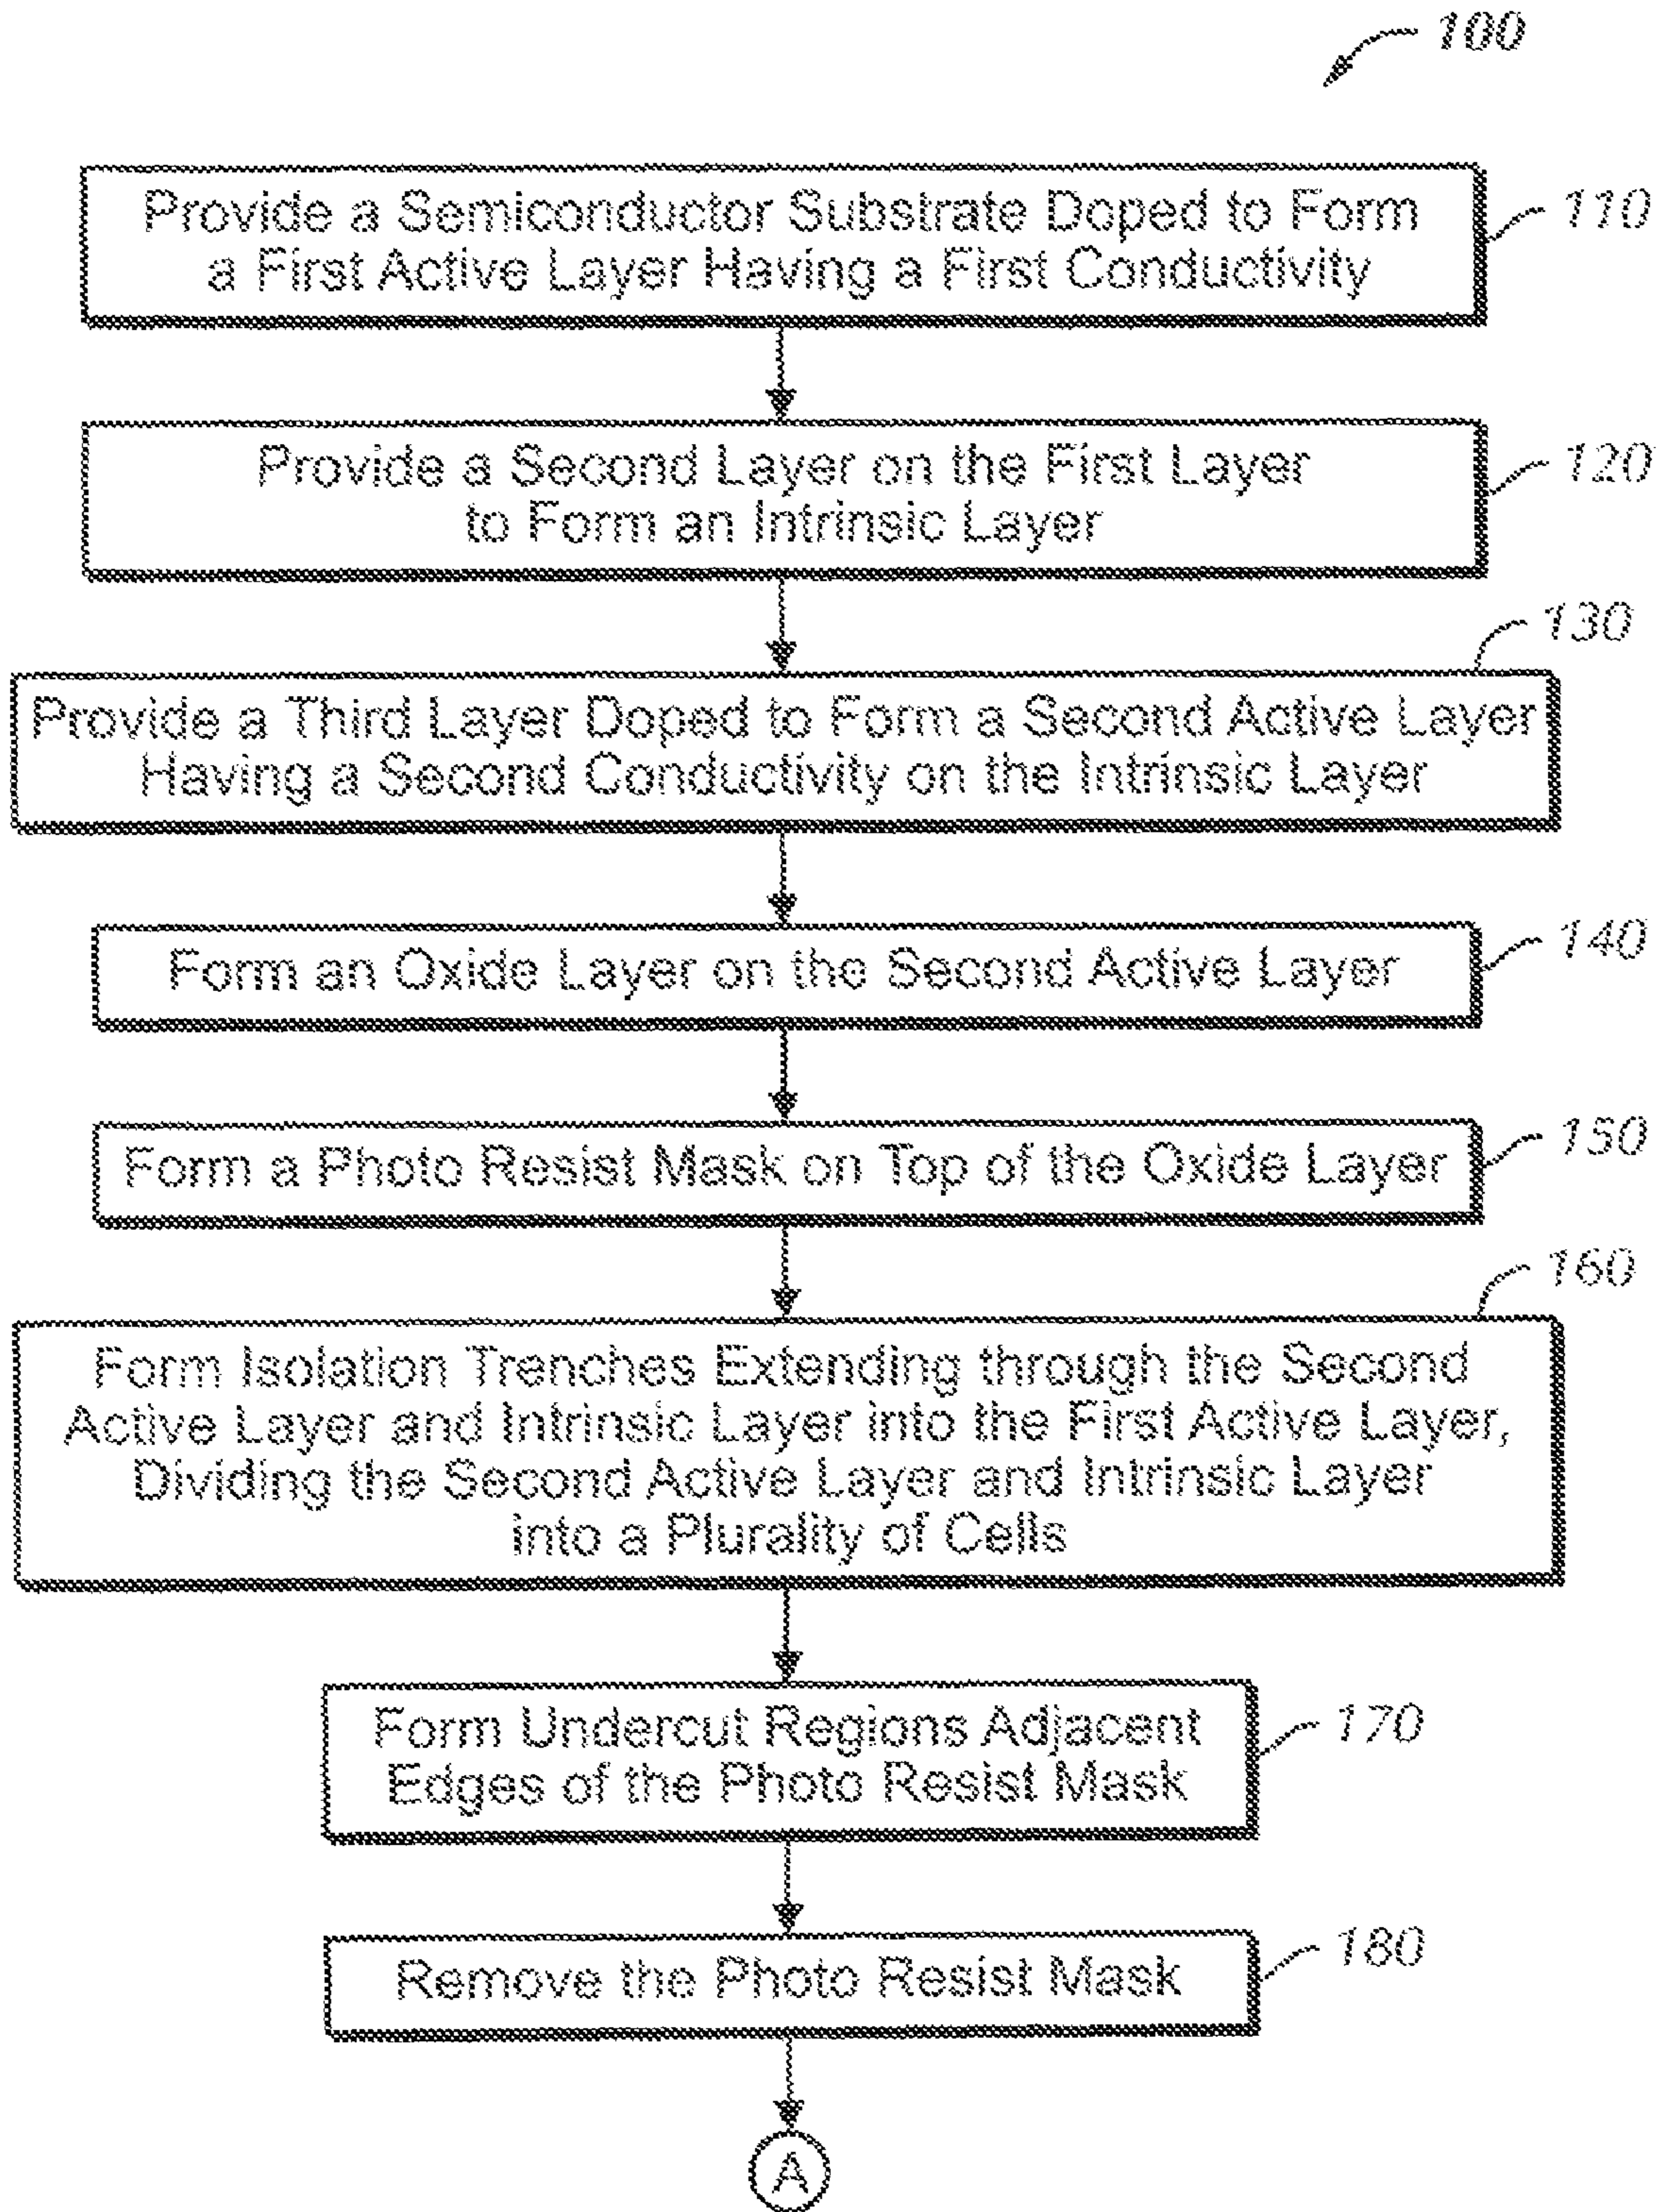 100
Provide a Semiconductor Substrate Doped to Form
a First Active Layer Having a First Conductivity
110
Provide a Second Layer on the First Layer
to Form an Intrinsic Layer
120
130
Provide a Third Layer Doped to Form a Second Active Layer
Having a Second Conductivity on the Intrinsic Layer
Form an Oxide Layer on the Second Active Layer
140
Form a Photo Resist Mask on Top of the Oxide Layer
150
160
Form Isolation Trenches Extending through the Second
Active Layer and Intrinsic Layer into the First Active Layer,
Dividing the Second Active Layer and Intrinsic Layer
into a Plurality of Cells
Form Undercut Regions Adjacent
Edges of the Photo Resist Mask
170
Remove the Photo Resist Mask
180
A